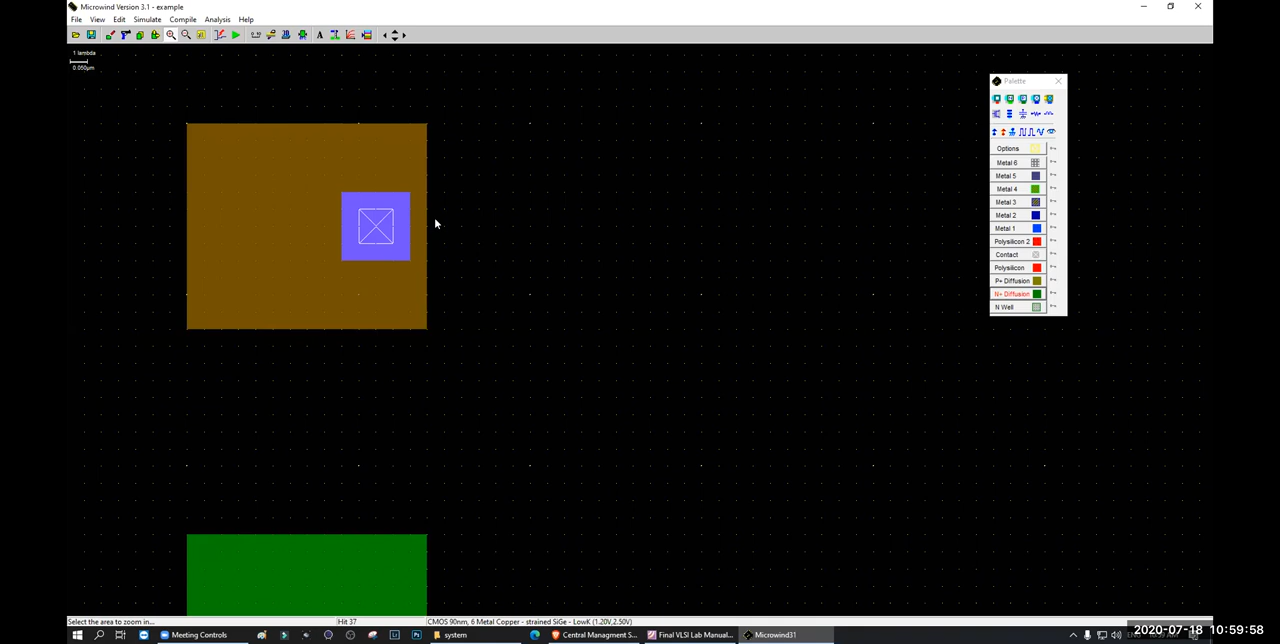 Microwind Version 3.1 - example
File View Edit Simulate Compile Analysis Help
A
1 lambda
0.050µm
Palette
Options
Metal 6
Metal 5
Metal 4
Metal 3
Metal 2
Metal 1
Polysilicon 2
Contact
Polysilicon
P+ Diffusion
N+ Diffusion
N Well
Select the area to zoom in... Hit 37 CMOS 90nm, 6 Metal Copper - strained SiGe - LowK (1.20V,2.50V)
Meeting Controls system Central Managment S... Final VLSI Lab Manual... Microwind31
2020-07-18 10:59:58